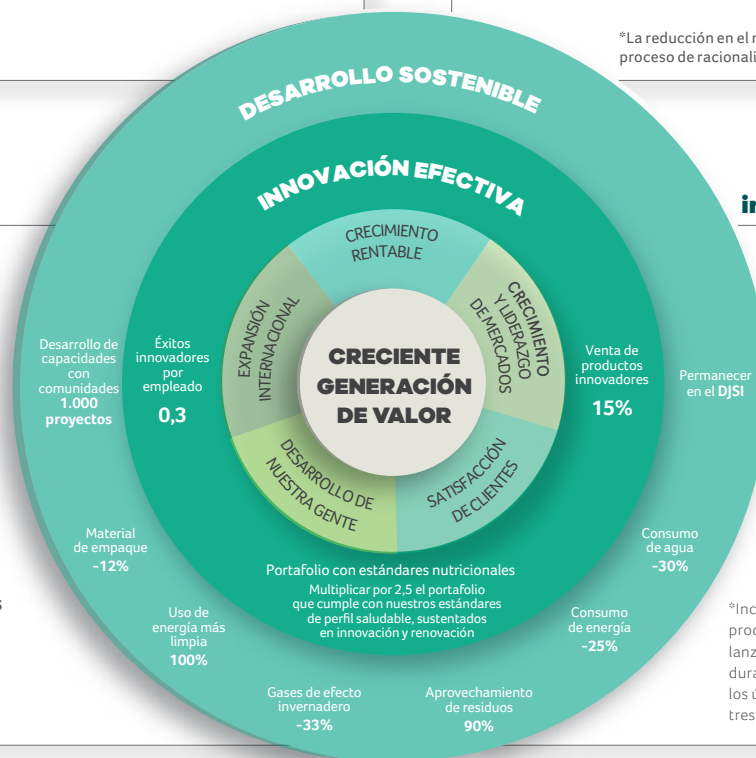 *La reducción en el
proceso de
DESARROLLO SOSTENIBLE
INNOVACIÓN EFECTIVA
CRECIMIENTO
RENTABLE
EXPANSIÓN
INTERNACIONAL
CRECIMIENTO
Y LIDERAZGO
DE MERCADOS
CRECIENTE
GENERACIÓN
DE VALOR
DESARROLLO DE
NUESTRA GENTE
SATISFACCIÓN
DE CLIENTES
Desarrollo de
capacidades
con
comunidades
1.000
proyectos
Éxitos
innovadores
por
empleado
0,3
Venta de
productos
innovadores
15%
Permanecer
en el DJSI
Material
de empaque
-12%
Consumo
de agua
-30%
Portafolio con estándares nutricionales
Multiplicar por 2,5 el portafolio
que cumple con nuestros estándares
de perfil saludable, sustentados
en innovación y renovación
Uso de
energía más
limpia
100%
Consumo
de energía
-25%
Gases de efecto
invernadero
-33%
Aprovechamiento
de residuos
90%
los
tres